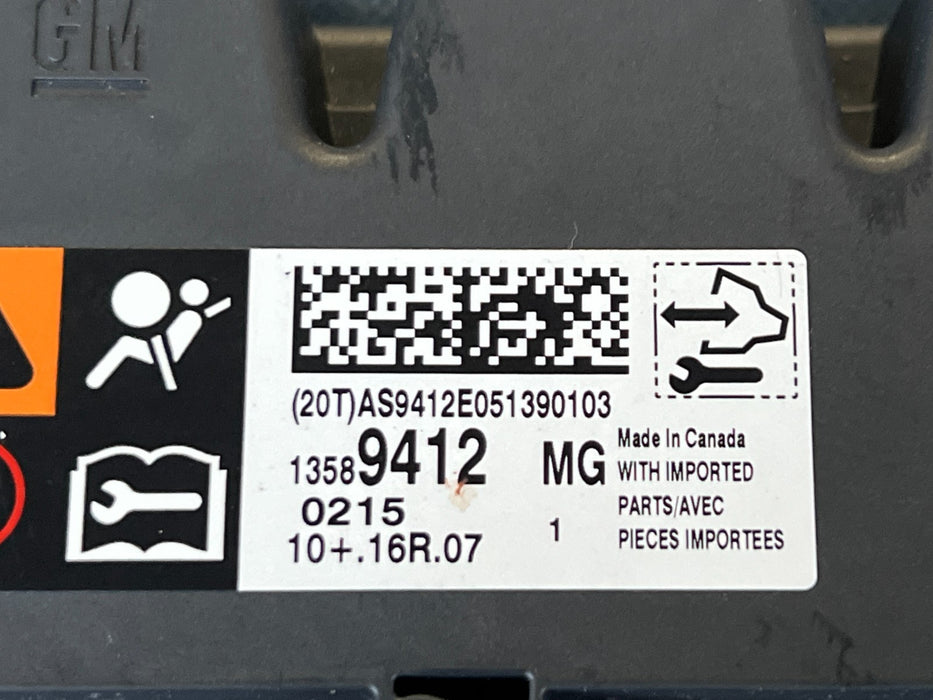 GM
(20T)AS9412E051390103
13589412 MG
0215
10+.16R.07 1
Made In Canada
WITH IMPORTED
PARTS/AVEC
PIECES IMPORTEES